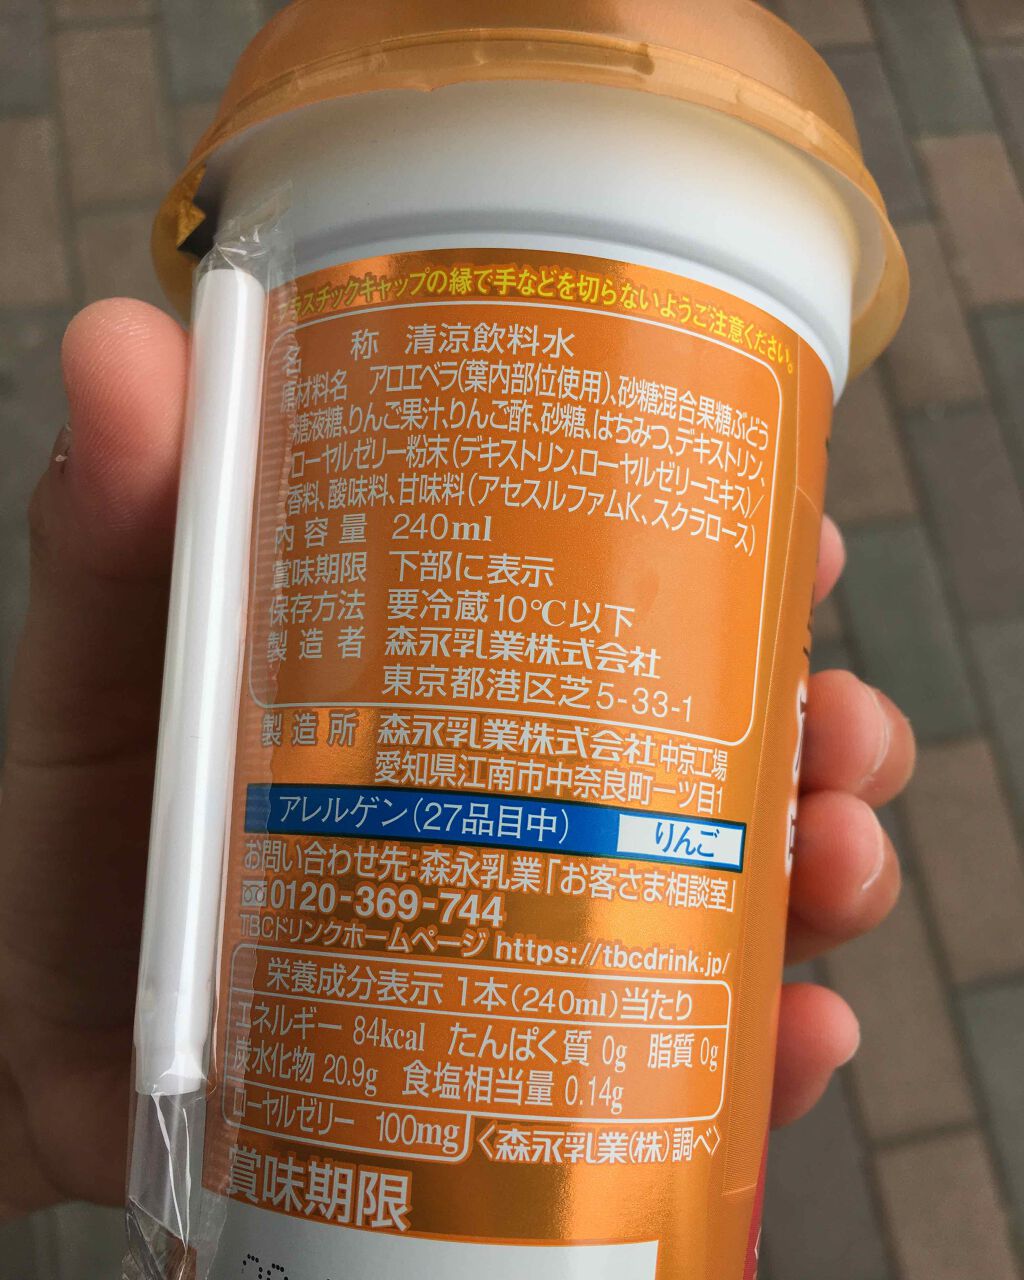 プラスチックキャップの縁で手などを切らないようご注意ください。
名称 清涼飲料水
原材料名 アロエベラ(葉内部位使用)、砂糖混合果糖ぶどう
糖液糖、りんご果汁、りんご酢、砂糖、はちみつ、デキストリン、
ローヤルゼリー粉末(デキストリン、ローヤルゼリーエキス)/
香料、酸味料、甘味料(アセスルファムK、スクラロース)
内容量 240ml
賞味期限 下部に表示
保存方法 要冷蔵10℃以下
製造者 森永乳業株式会社
東京都港区芝5-33-1
製造所 森永乳業株式会社 中京工場
愛知県江南市中奈良町一ツ目1
アレルゲン(27品目中) りんご
お問い合わせ先:森永乳業「お客さま相談室」
0120-369-744
TBCドリンクホームページ https://tbcdrink.jp/
栄養成分表示 1本(240ml)当たり
エネルギー 84kcal たんぱく質 0g 脂質 0g
炭水化物 20.9g 食塩相当量 0.14g
ローヤルゼリー 100mg 〈森永乳業(株)調べ〉
賞味期限